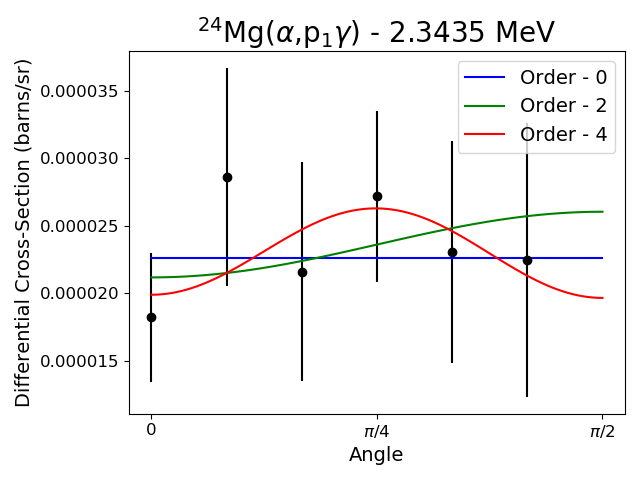 ²⁴Mg(α,p₁γ) - 2.3435 MeV
Differential Cross-Section (barns/sr)
0.000035
0.000030
0.000025
0.000020
0.000015
Order - 0
Order - 2
Order - 4
0
π/4
π/2
Angle